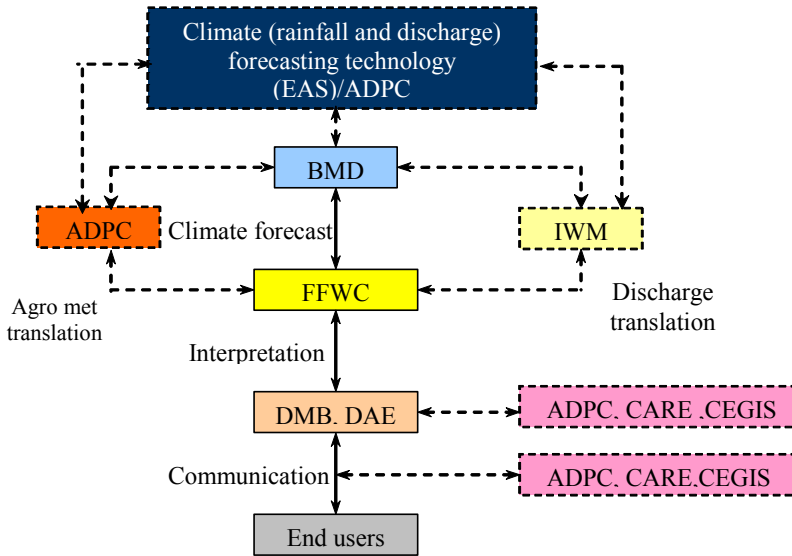 Climate (rainfall and discharge)
forecasting technology
(EAS)/ADPC
BMD
ADPC
Climate forecast
IWM
FFWC
Agro met
translation
Discharge
translation
Interpretation
DMB, DAE
ADPC, CARE ,CEGIS
Communication
ADPC, CARE,CEGIS
End users